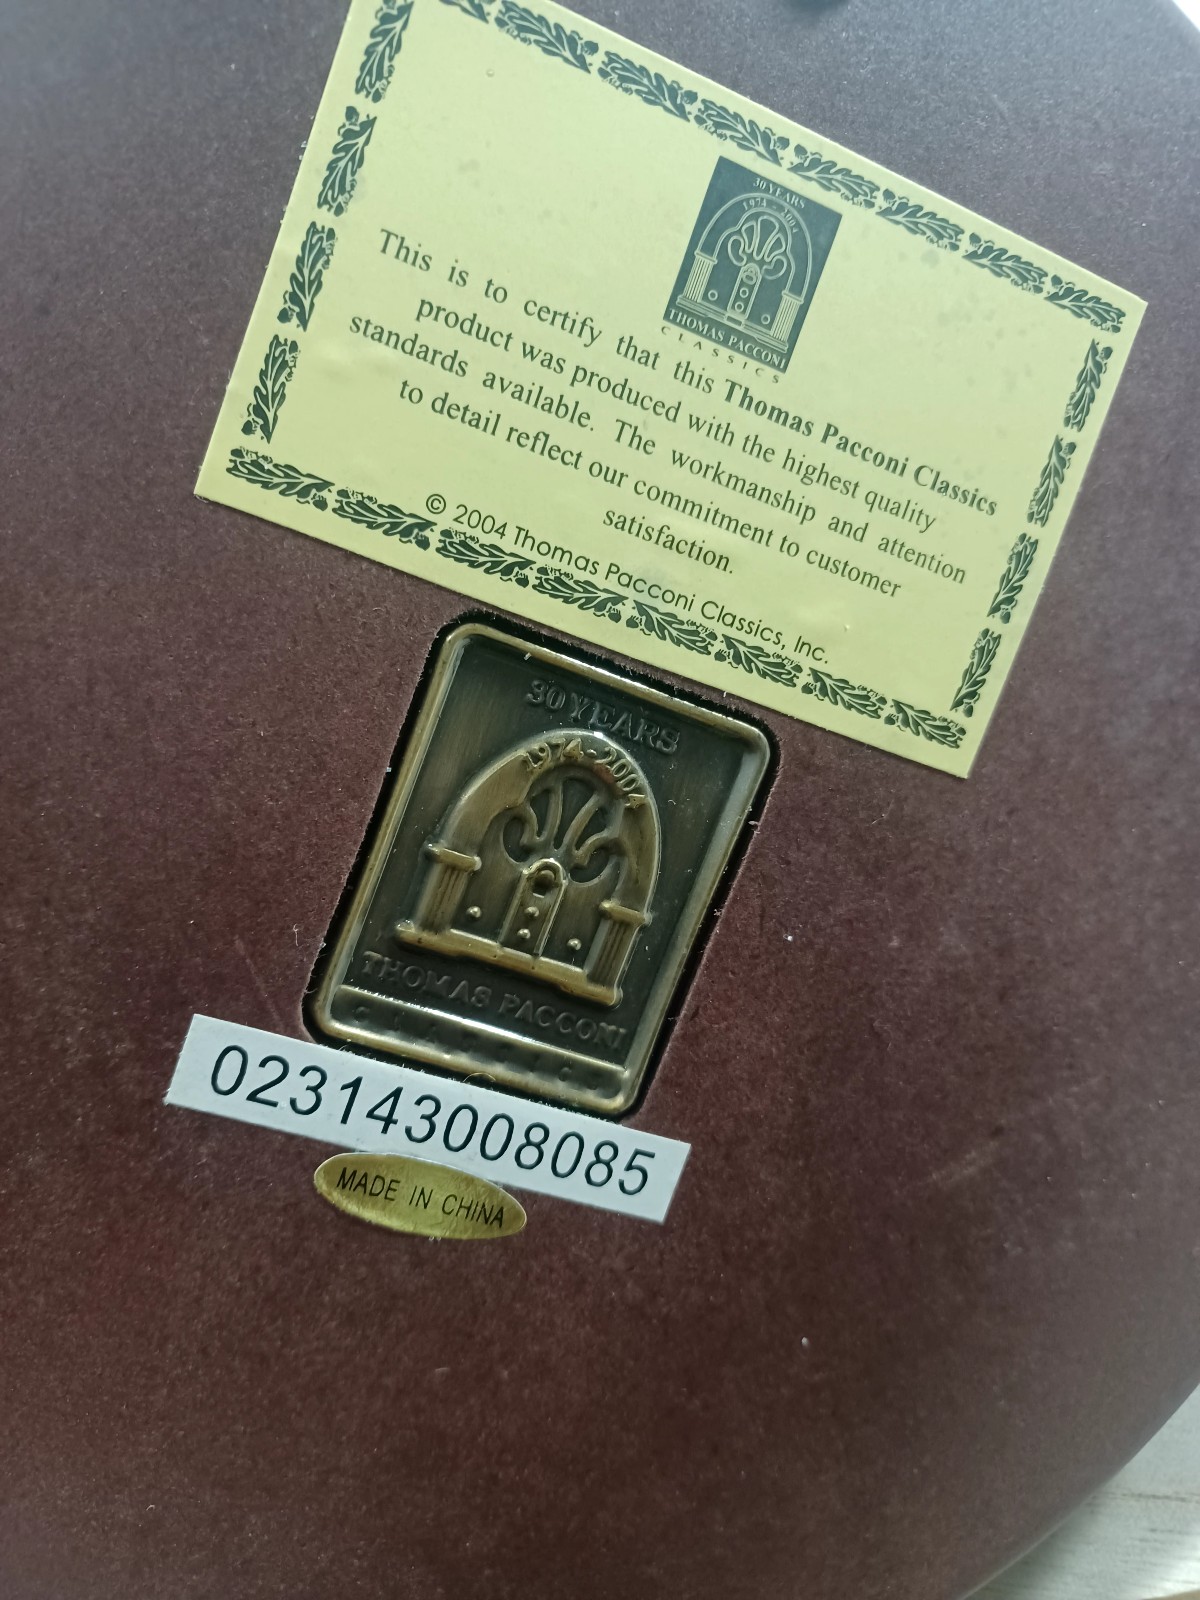 30 YEARS
1974 - 2004
THOMAS PACCONI
CLASSICS
This is to certify that this Thomas Pacconi Classics
product was produced with the highest quality
standards available. The workmanship and attention
to detail reflect our commitment to customer
satisfaction.
© 2004 Thomas Pacconi Classics, Inc.
30 YEARS
1974-2004
THOMAS PACCONI
CLASSICS
023143008085
MADE IN CHINA